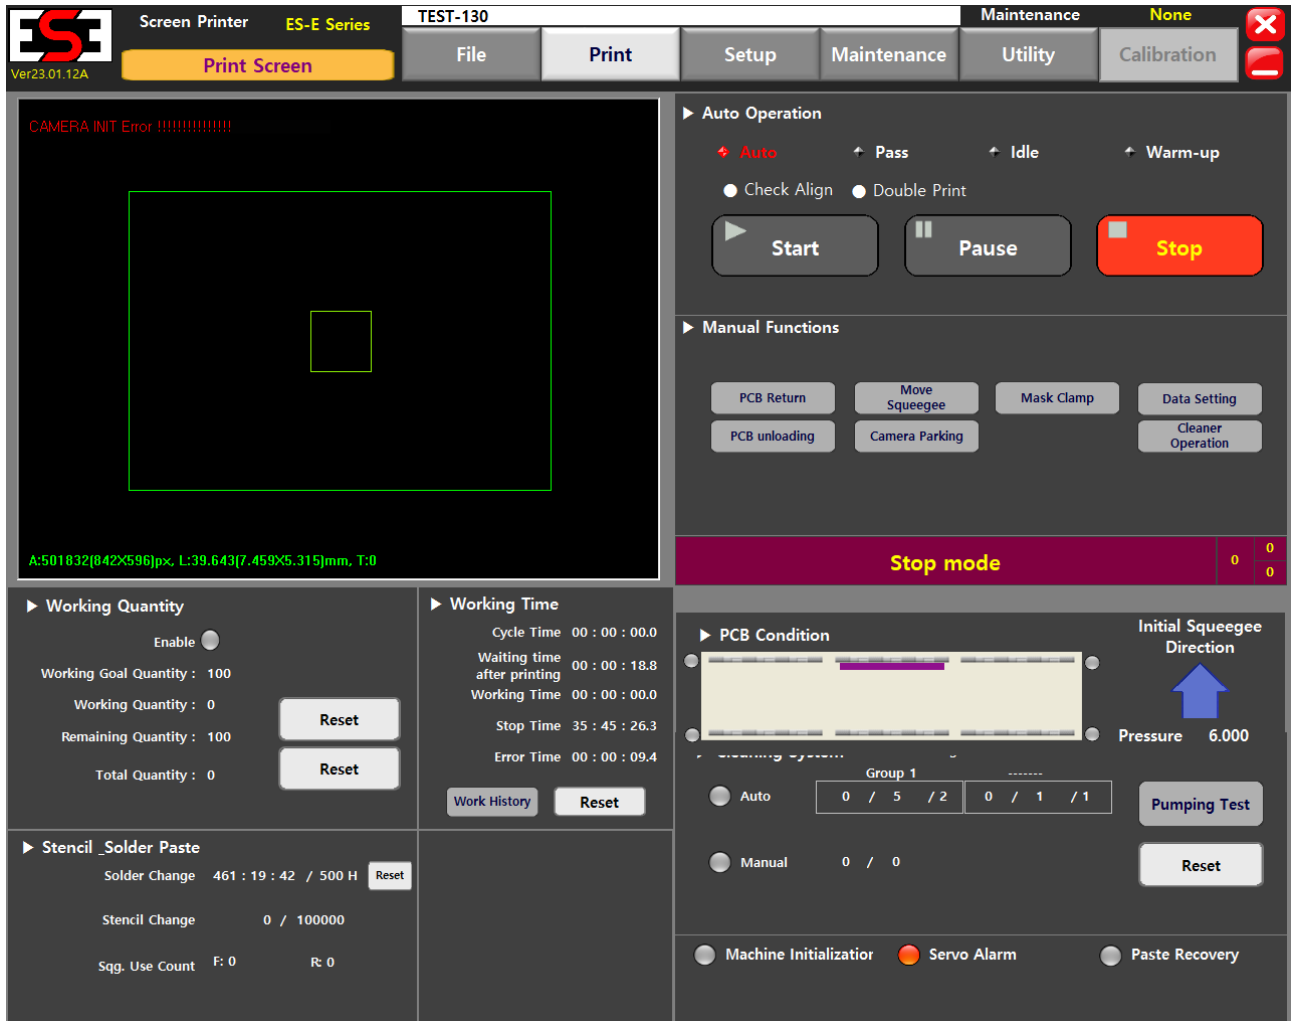 Screen Printer ES-E Series
TEST-130
Maintenance None
Ver23.01.12A
Print Screen
File Print Setup Maintenance Utility Calibration
CAMERA INIT Error !!!!!!!!!!!!!!!
A:501832(842X596)px, L:39.643(7.459X5.315)mm, T:0
Auto Operation
Auto Pass Idle Warm-up
Check Align Double Print
Start Pause Stop
Manual Functions
PCB Return
Move
Squeegee
Mask Clamp
Data Setting
PCB unloading
Camera Parking
Cleaner
Operation
Stop mode
0
0
0
Working Quantity
Enable
Working Goal Quantity : 100
Working Quantity : 0
Remaining Quantity : 100
Total Quantity : 0
Reset
Reset
Working Time
Cycle Time 00 : 00 : 00.0
Waiting time
after printing 00 : 00 : 18.8
Working Time 00 : 00 : 00.0
Stop Time 35 : 45 : 26.3
Error Time 00 : 00 : 09.4
Work History Reset
PCB Condition
Initial Squeegee
Direction
Pressure 6.000
Cleaning System
Group 1 -------
Auto 0 / 5 / 2 0 / 1 / 1
Pumping Test
Manual 0 / 0
Reset
Stencil _Solder Paste
Solder Change 461 : 19 : 42 / 500 H Reset
Stencil Change 0 / 100000
Sqg. Use Count F: 0 R: 0
Machine Initialization Servo Alarm Paste Recovery